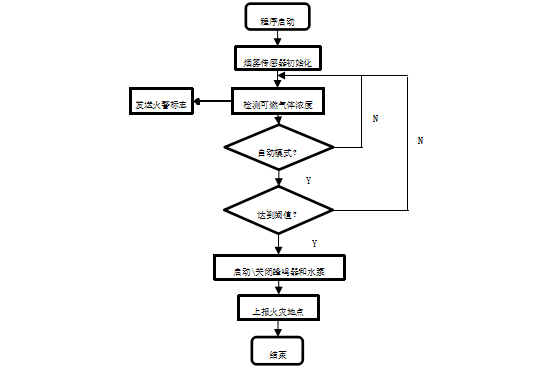 程序启动
烟雾传感器初始化
发送火警标志
检测可燃气体浓度
N
自动模式?
N
Y
达到阈值?
Y
启动\关闭蜂鸣器和水浆
上报火灾地点
结束